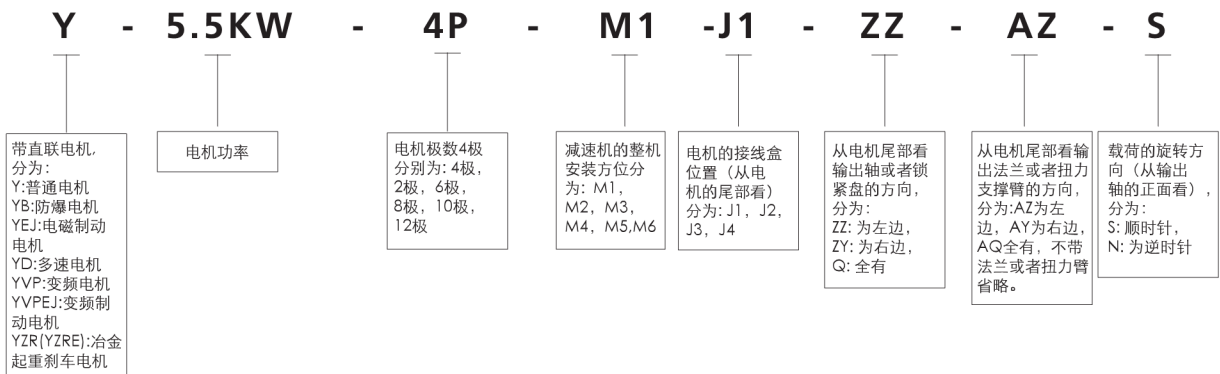 Y - 5.5KW - 4P - M1 -J1 - ZZ - AZ - S
带直联电机,
分为:
Y:普通电机
YB:防爆电机
YEJ:电磁制动
电机
YD:多速电机
YVP:变频电机
YVPEJ:变频制
动电机
YZR(YZRE):冶金
起重刹车电机
电机功率
电机极数4极
分别为: 4极,
2极, 6极,
8极, 10极,
12极
减速机的整机
安装方位分
为: M1,
M2, M3,
M4, M5,M6
电机的接线盒
位置（从电
机的尾部看）
分为: J1, J2,
J3, J4
从电机尾部看
输出轴或者锁
紧盘的方向,
分为:
ZZ: 为左边,
ZY: 为右边,
Q: 全有
从电机尾部看输
出法兰或者扭力
支撑臂的方向,
分为:AZ为左
边, AY为右边,
AQ全有, 不带
法兰或者扭力臂
省略。
载荷的旋转方
向（从输出
轴的正面看）,
分为:
S: 顺时针,
N: 为逆时针